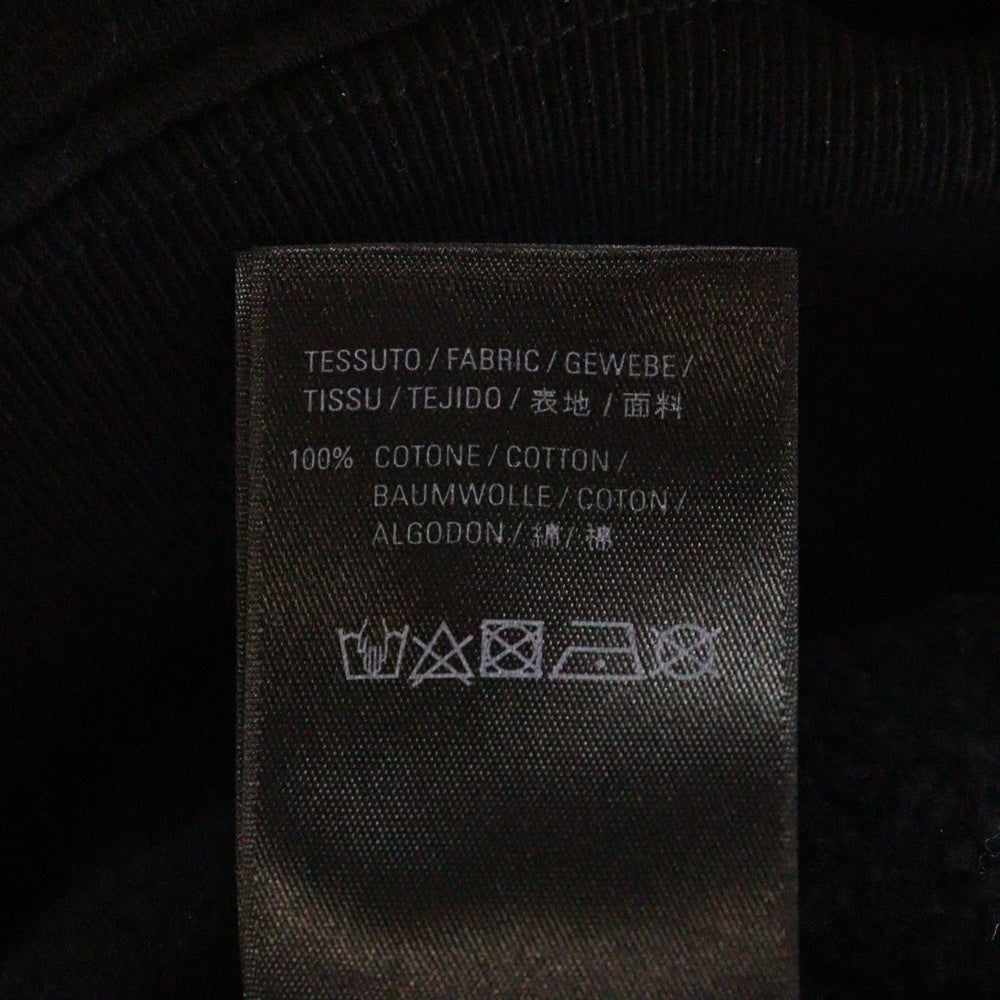 TESSUTO / FABRIC / GEWEBE /
TISSU / TEJIDO / 表地 / 面料
100% COTONE / COTTON /
BAUMWOLLE / COTON /
ALGODON / 綿 / 棉